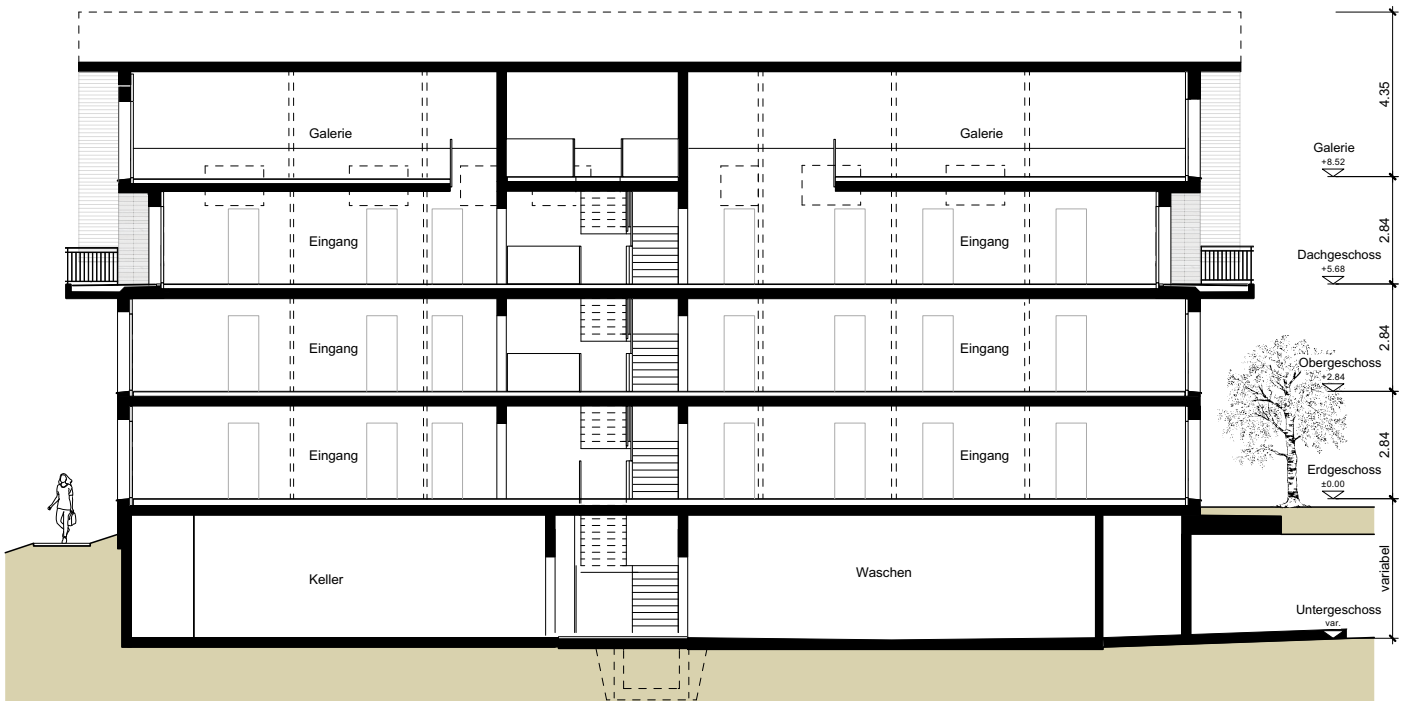 4.35
Galerie
Galerie
Galerie
+8.52
2.84
Eingang
Eingang
Dachgeschoss
+5.68
2.84
Eingang
Eingang
Obergeschoss
+2.84
2.84
Eingang
Eingang
Erdgeschoss
±0.00
variabel
Keller
Waschen
Untergeschoss
var.